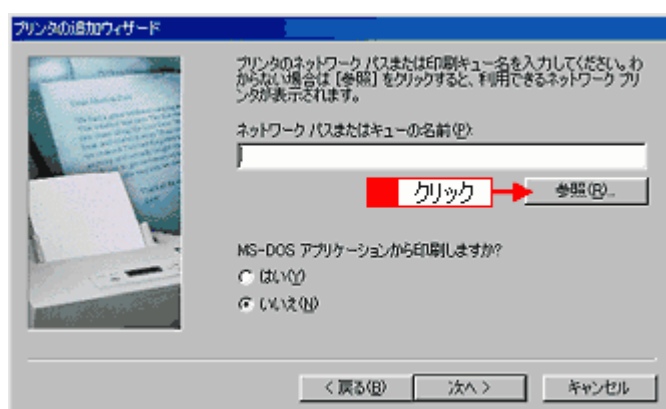 プリンタの追加ウィザード
プリンタのネットワーク パスまたは印刷キュー名を入力してください。わ
からない場合は [参照] をクリックすると、利用できるネットワーク プリ
ンタが表示されます。
ネットワーク パスまたはキューの名前(P):
クリック
参照(R)...
MS-DOS アプリケーションから印刷しますか?
はい(Y)
いいえ(N)
< 戻る(B)
次へ >
キャンセル